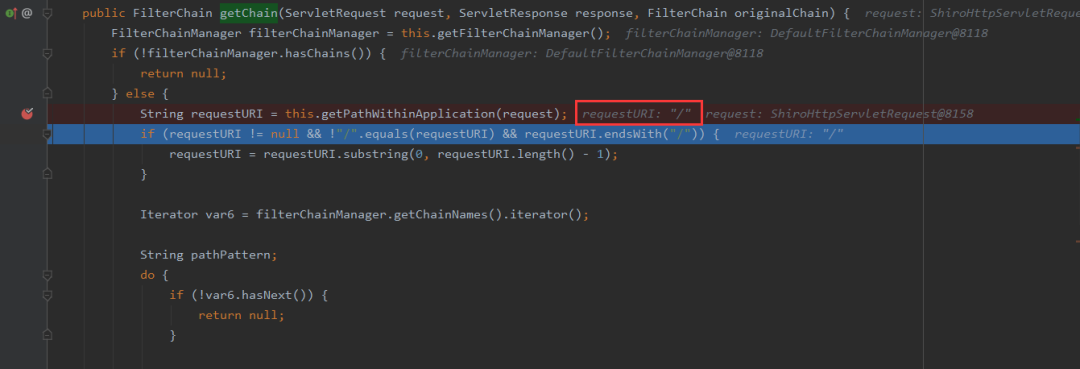 public FilterChain getChain(ServletRequest request, ServletResponse response, FilterChain originalChain) { request: ShiroHttpServletReque
FilterChainManager filterChainManager = this.getFilterChainManager(); filterChainManager: DefaultFilterChainManager@8118
if (!filterChainManager.hasChains()) { filterChainManager: DefaultFilterChainManager@8118
return null;
} else {
String requestURI = this.getPathWithinApplication(request); requestURI: "/" request: ShiroHttpServletRequest@8158
if (requestURI != null && !"/".equals(requestURI) && requestURI.endsWith("/")) { requestURI: "/"
requestURI = requestURI.substring(0, requestURI.length() - 1);
}
Iterator var6 = filterChainManager.getChainNames().iterator();
String pathPattern;
do {
if (!var6.hasNext()) {
return null;
}